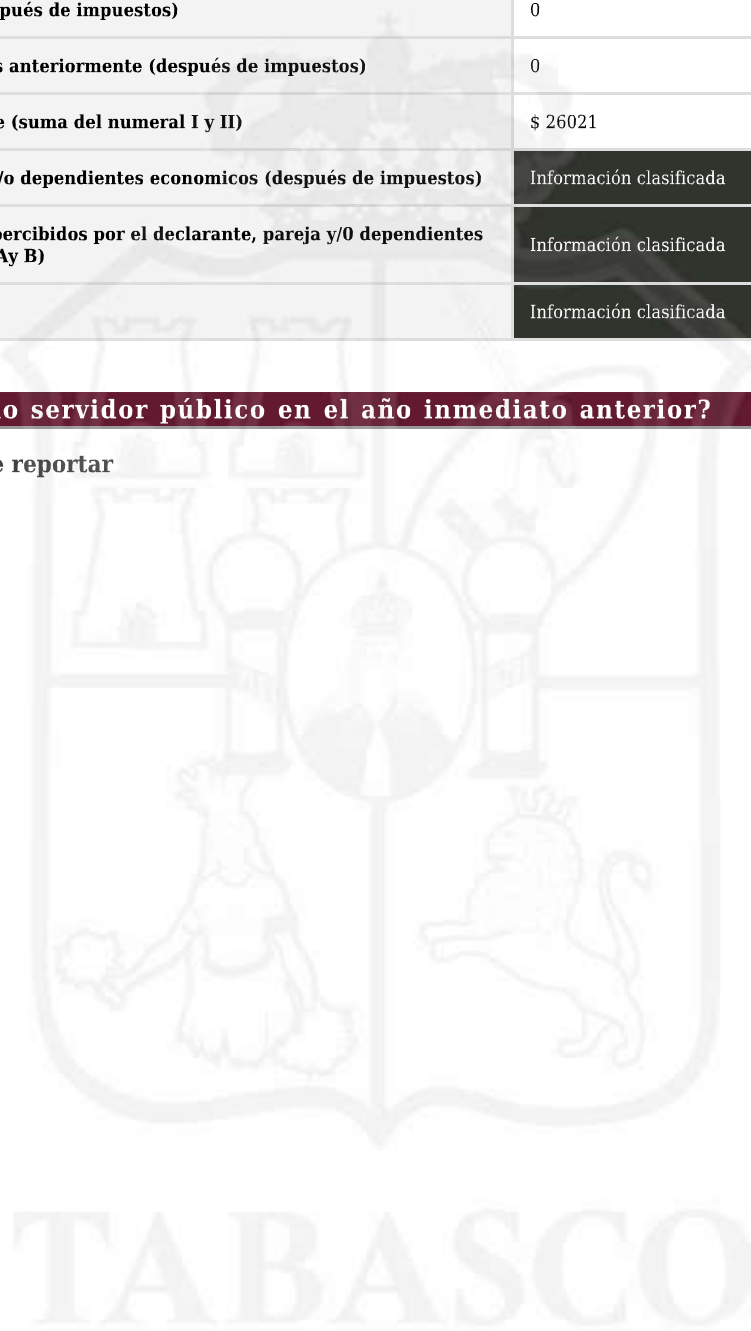 pués de impuestos) 0
s anteriormente (después de impuestos) 0
e (suma del numeral I y II) $ 26021
/o dependientes economicos (después de impuestos) Información clasificada
percibidos por el declarante, pareja y/0 dependientes
Ay B) Información clasificada
Información clasificada
o servidor público en el año inmediato anterior?
e reportar
TABASCO